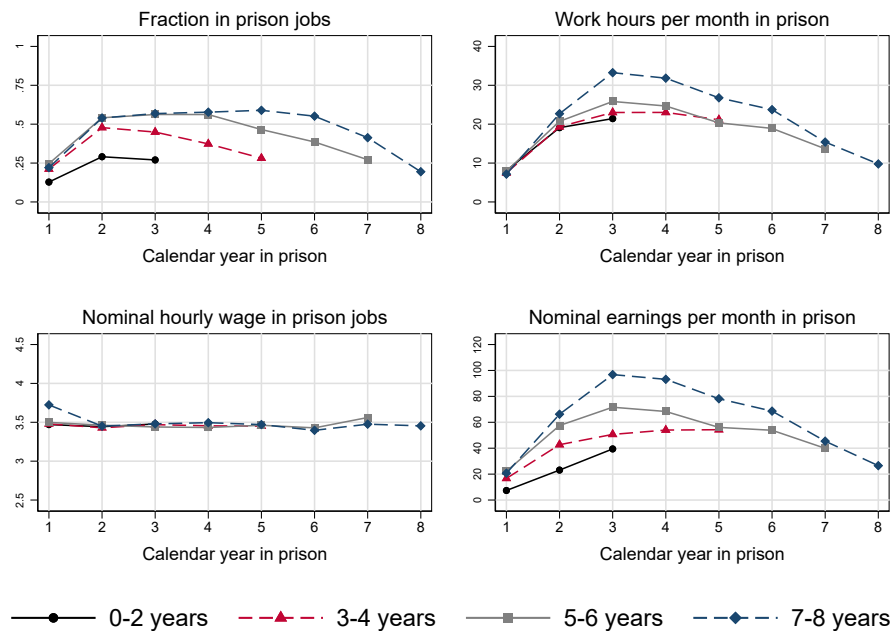 Fraction in prison jobs
1
.75
.5
.25
0
1 2 3 4 5 6 7 8
Calendar year in prison
Work hours per month in prison
40
30
20
10
0
1 2 3 4 5 6 7 8
Calendar year in prison
Nominal hourly wage in prison jobs
4.5
4
3.5
3
2.5
1 2 3 4 5 6 7 8
Calendar year in prison
Nominal earnings per month in prison
120
100
80
60
40
20
0
1 2 3 4 5 6 7 8
Calendar year in prison
0-2 years 3-4 years 5-6 years 7-8 years